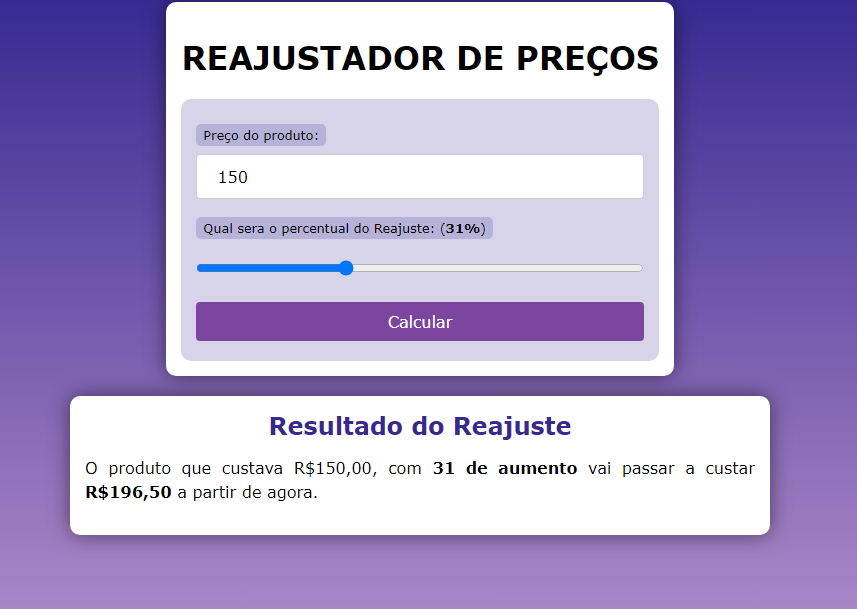 REAJUSTADOR DE PREÇOS
Preço do produto:
150
Qual sera o percentual do Reajuste: (31%)
Calcular
Resultado do Reajuste
O produto que custava R$150,00, com 31 de aumento vai passar a custar
R$196,50 a partir de agora.